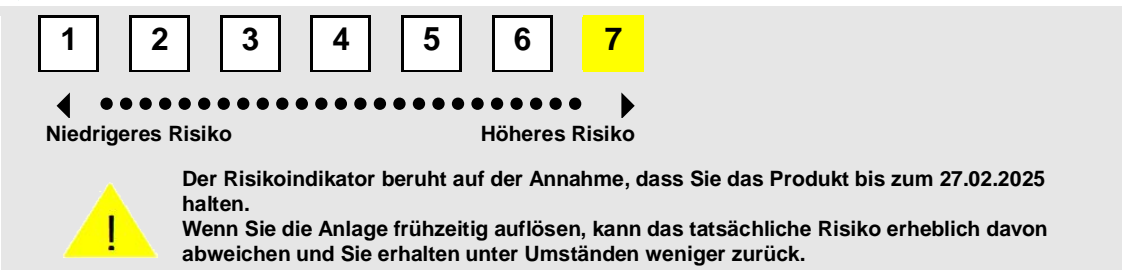 1 2 3 4 5 6 7
Niedrigeres Risiko Höheres Risiko
Der Risikoindikator beruht auf der Annahme, dass Sie das Produkt bis zum 27.02.2025
halten.
Wenn Sie die Anlage frühzeitig auflösen, kann das tatsächliche Risiko erheblich davon
abweichen und Sie erhalten unter Umständen weniger zurück.
!